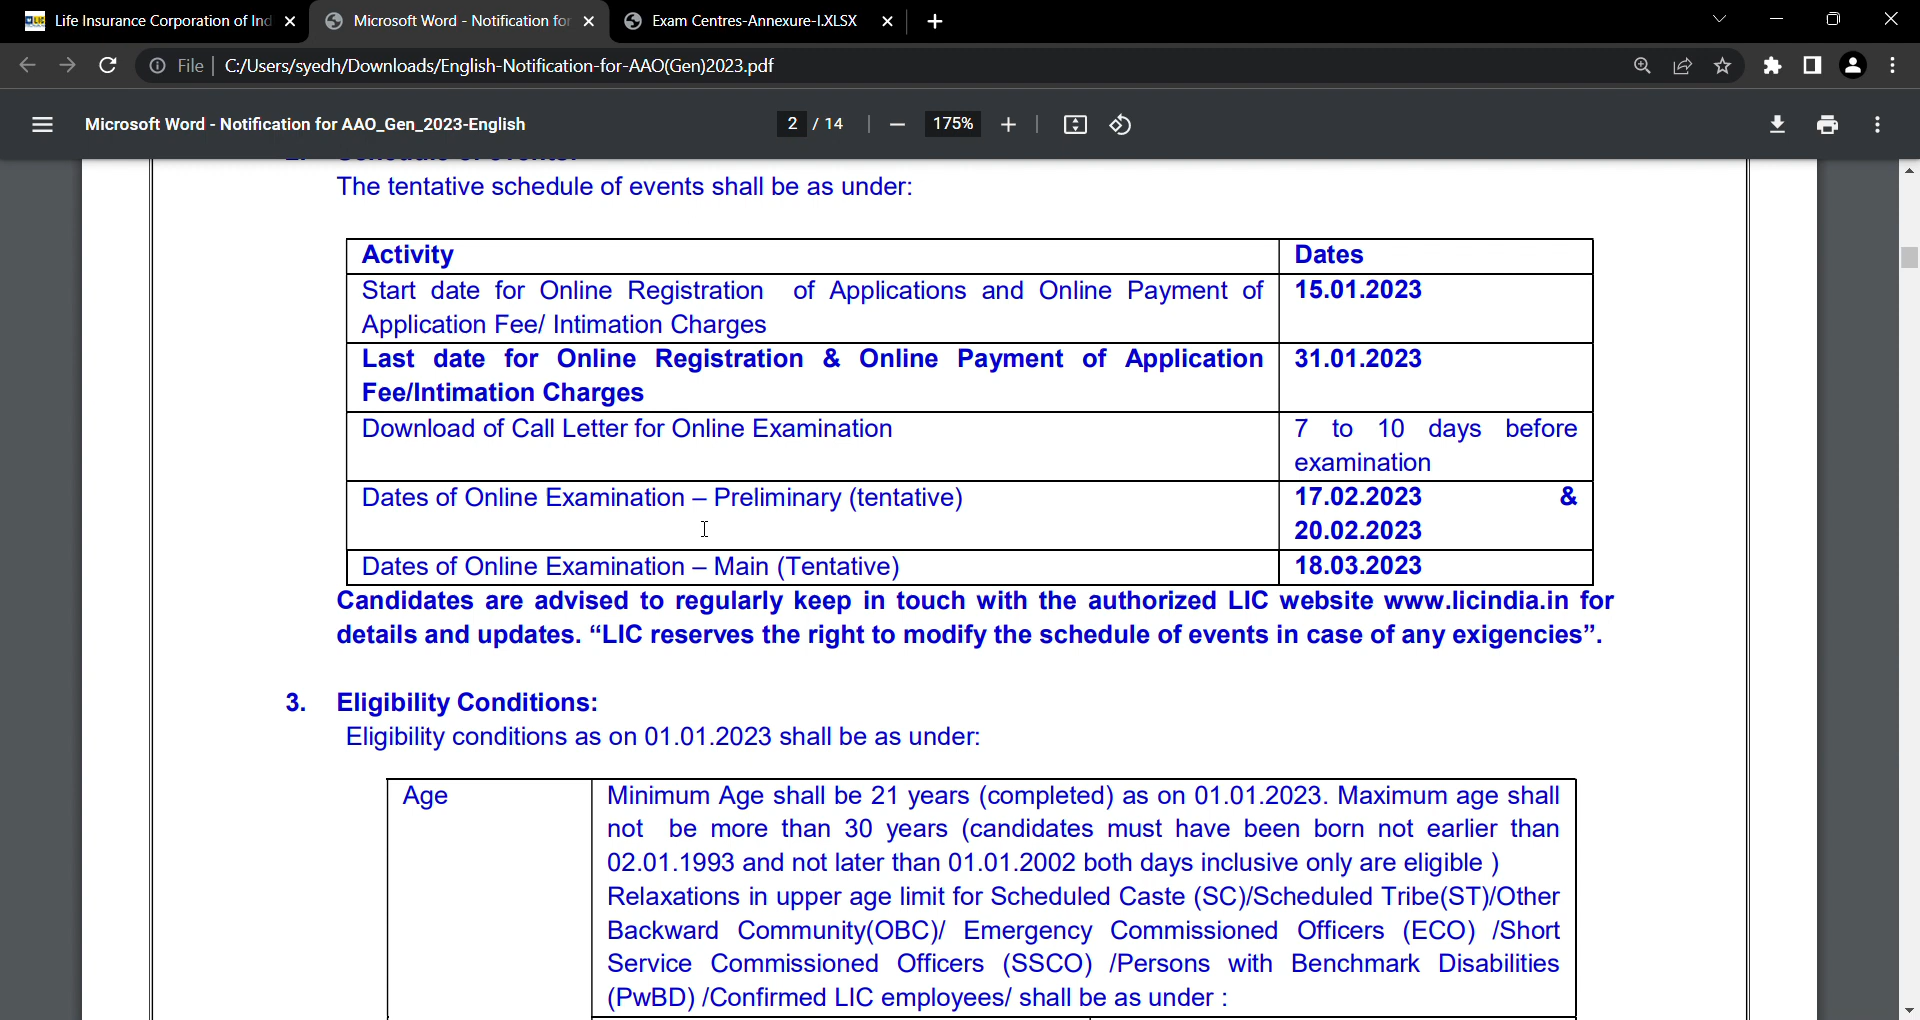 Life Insurance Corporation of Ind
Microsoft Word - Notification for
Exam Centres-Annexure-I.XLSX
File
C:/Users/syedh/Downloads/English-Notification-for-AAO(Gen)2023.pdf
Microsoft Word - Notification for AAO_Gen_2023-English
2 / 14
175%
The tentative schedule of events shall be as under:
Activity Dates
Start date for Online Registration of Applications and Online Payment of 15.01.2023
Application Fee/ Intimation Charges
Last date for Online Registration & Online Payment of Application 31.01.2023
Fee/Intimation Charges
Download of Call Letter for Online Examination 7 to 10 days before
examination
Dates of Online Examination – Preliminary (tentative) 17.02.2023 &
20.02.2023
Dates of Online Examination – Main (Tentative) 18.03.2023
Candidates are advised to regularly keep in touch with the authorized LIC website www.licindia.in for
details and updates. “LIC reserves the right to modify the schedule of events in case of any exigencies”.
3. Eligibility Conditions:
Eligibility conditions as on 01.01.2023 shall be as under:
Age Minimum Age shall be 21 years (completed) as on 01.01.2023. Maximum age shall
not be more than 30 years (candidates must have been born not earlier than
02.01.1993 and not later than 01.01.2002 both days inclusive only are eligible )
Relaxations in upper age limit for Scheduled Caste (SC)/Scheduled Tribe(ST)/Other
Backward Community(OBC)/ Emergency Commissioned Officers (ECO) /Short
Service Commissioned Officers (SSCO) /Persons with Benchmark Disabilities
(PwBD) /Confirmed LIC employees/ shall be as under :